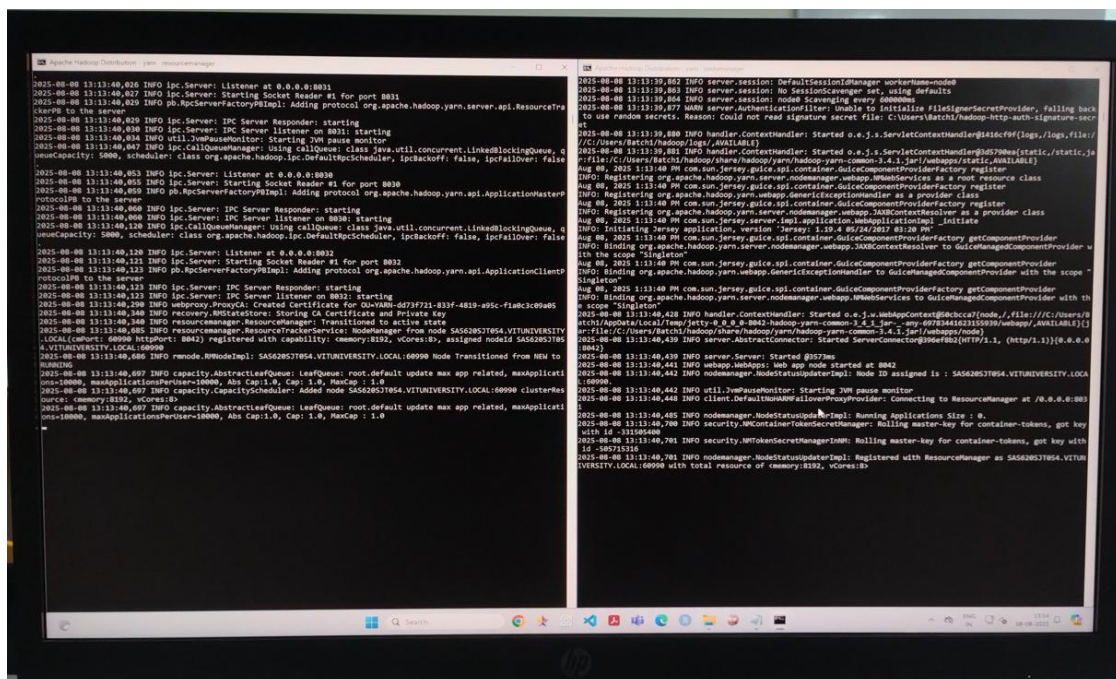 Apache Hadoop Distribution - yarn resourcemanager
2025-08-08 13:13:40,026 INFO ipc.Server: Listener at 0.0.0.0:8031
2025-08-08 13:13:40,027 INFO ipc.Server: Starting Socket Reader #1 for port 8031
2025-08-08 13:13:40,029 INFO pb.RpcServerFactoryPBImpl: Adding protocol org.apache.hadoop.yarn.server.api.ResourceTra
ckerPB to the server
2025-08-08 13:13:40,029 INFO ipc.Server: IPC Server Responder: starting
2025-08-08 13:13:40,030 INFO ipc.Server: IPC Server listener on 8031: starting
2025-08-08 13:13:40,034 INFO util.JvmPauseMonitor: Starting JVM pause monitor
2025-08-08 13:13:40,047 INFO ipc.CallQueueManager: Using callQueue: class java.util.concurrent.LinkedBlockingQueue, q
ueueCapacity: 5000, scheduler: class org.apache.hadoop.ipc.DefaultRpcScheduler, ipcBackoff: false, ipcFailOver: false
.
2025-08-08 13:13:40,053 INFO ipc.Server: Listener at 0.0.0.0:8030
2025-08-08 13:13:40,055 INFO ipc.Server: Starting Socket Reader #1 for port 8030
2025-08-08 13:13:40,059 INFO pb.RpcServerFactoryPBImpl: Adding protocol org.apache.hadoop.yarn.api.ApplicationMasterP
rotocolPB to the server
2025-08-08 13:13:40,060 INFO ipc.Server: IPC Server Responder: starting
2025-08-08 13:13:40,060 INFO ipc.Server: IPC Server listener on 8030: starting
2025-08-08 13:13:40,120 INFO ipc.CallQueueManager: Using callQueue: class java.util.concurrent.LinkedBlockingQueue, q
ueueCapacity: 5000, scheduler: class org.apache.hadoop.ipc.DefaultRpcScheduler, ipcBackoff: false, ipcFailOver: false
.
2025-08-08 13:13:40,120 INFO ipc.Server: Listener at 0.0.0.0:8032
2025-08-08 13:13:40,121 INFO ipc.Server: Starting Socket Reader #1 for port 8032
2025-08-08 13:13:40,123 INFO pb.RpcServerFactoryPBImpl: Adding protocol org.apache.hadoop.yarn.api.ApplicationClientP
rotocolPB to the server
2025-08-08 13:13:40,123 INFO ipc.Server: IPC Server Responder: starting
2025-08-08 13:13:40,123 INFO ipc.Server: IPC Server listener on 8032: starting
2025-08-08 13:13:40,290 INFO webproxy.ProxyCA: Created Certificate for OU=YARN-dd73f721-833f-4819-a95c-f1a0c3c09a05
2025-08-08 13:13:40,340 INFO recovery.RMStateStore: Storing CA Certificate and Private Key
2025-08-08 13:13:40,340 INFO resourcemanager.ResourceManager: Transitioned to active state
2025-08-08 13:13:40,685 INFO resourcemanager.ResourceTrackerService: NodeManager from node SAS620SJT054.VITUNIVERSITY
.LOCAL(cmPort: 60990 httpPort: 8042) registered with capability: <memory:8192, vCores:8>, assigned nodeId SAS620SJT05
4.VITUNIVERSITY.LOCAL:60990
2025-08-08 13:13:40,686 INFO rmnode.RMNodeImpl: SAS620SJT054.VITUNIVERSITY.LOCAL:60990 Node Transitioned from NEW to
RUNNING
2025-08-08 13:13:40,697 INFO capacity.AbstractLeafQueue: LeafQueue: root.default update max app related, maxApplicati
ons=10000, maxApplicationsPerUser=10000, Abs Cap:1.0, Cap: 1.0, MaxCap : 1.0
2025-08-08 13:13:40,697 INFO capacity.CapacityScheduler: Added node SAS620SJT054.VITUNIVERSITY.LOCAL:60990 clusterRes
ource: <memory:8192, vCores:8>
2025-08-08 13:13:40,697 INFO capacity.AbstractLeafQueue: LeafQueue: root.default update max app related, maxApplicati
ons=10000, maxApplicationsPerUser=10000, Abs Cap:1.0, Cap: 1.0, MaxCap : 1.0
Apache Hadoop Distribution - yarn nodemanager
2025-08-08 13:13:39,862 INFO server.session: DefaultSessionIdManager workerName=node0
2025-08-08 13:13:39,863 INFO server.session: No SessionScavenger set, using defaults
2025-08-08 13:13:39,864 INFO server.session: node0 Scavenging every 600000ms
2025-08-08 13:13:39,877 WARN server.AuthenticationFilter: Unable to initialize FileSignerSecretProvider, falling back
to use random secrets. Reason: Could not read signature secret file: C:\Users\Batch1/hadoop-http-auth-signature-secr
et
2025-08-08 13:13:39,880 INFO handler.ContextHandler: Started o.e.j.s.ServletContextHandler@1416cf9f{logs,/logs,file:/
//C:/Users/Batch1/hadoop/logs/,AVAILABLE}
2025-08-08 13:13:39,881 INFO handler.ContextHandler: Started o.e.j.s.ServletContextHandler@3d5790ea{static,/static,ja
r:file:/C:/Users/Batch1/hadoop/share/hadoop/yarn/hadoop-yarn-common-3.4.1.jar!/webapps/static,AVAILABLE}
Aug 08, 2025 1:13:40 PM com.sun.jersey.guice.spi.container.GuiceComponentProviderFactory register
INFO: Registering org.apache.hadoop.yarn.server.nodemanager.webapp.NMWebServices as a root resource class
Aug 08, 2025 1:13:40 PM com.sun.jersey.guice.spi.container.GuiceComponentProviderFactory register
INFO: Registering org.apache.hadoop.yarn.webapp.GenericExceptionHandler as a provider class
Aug 08, 2025 1:13:40 PM com.sun.jersey.guice.spi.container.GuiceComponentProviderFactory register
INFO: Registering org.apache.hadoop.yarn.server.nodemanager.webapp.JAXBContextResolver as a provider class
Aug 08, 2025 1:13:40 PM com.sun.jersey.server.impl.application.WebApplicationImpl _initiate
INFO: Initiating Jersey application, version 'Jersey: 1.19.4 05/24/2017 03:20 PM'
Aug 08, 2025 1:13:40 PM com.sun.jersey.guice.spi.container.GuiceComponentProviderFactory getComponentProvider
INFO: Binding org.apache.hadoop.yarn.server.nodemanager.webapp.JAXBContextResolver to GuiceManagedComponentProvider w
ith the scope "Singleton"
Aug 08, 2025 1:13:40 PM com.sun.jersey.guice.spi.container.GuiceComponentProviderFactory getComponentProvider
INFO: Binding org.apache.hadoop.yarn.webapp.GenericExceptionHandler to GuiceManagedComponentProvider with the scope "
Singleton"
Aug 08, 2025 1:13:40 PM com.sun.jersey.guice.spi.container.GuiceComponentProviderFactory getComponentProvider
INFO: Binding org.apache.hadoop.yarn.server.nodemanager.webapp.NMWebServices to GuiceManagedComponentProvider with th
e scope "Singleton"
2025-08-08 13:13:40,428 INFO handler.ContextHandler: Started o.e.j.w.WebAppContext@50cbcca7{node,/,file:///C:/Users/B
atch1/AppData/Local/Temp/jetty-0_0_0_0-8042-hadoop-yarn-common-3_4_1_jar-_-any-6978344162315593​9/webapp/,AVAILABLE}{j
ar:file:/C:/Users/Batch1/hadoop/share/hadoop/yarn/hadoop-yarn-common-3.4.1.jar!/webapps/node}
2025-08-08 13:13:40,439 INFO server.AbstractConnector: Started ServerConnector@396ef8b2{HTTP/1.1, (http/1.1)}{0.0.0.0
:8042}
2025-08-08 13:13:40,439 INFO server.Server: Started @3573ms
2025-08-08 13:13:40,441 INFO webapp.WebApps: Web app node started at 8042
2025-08-08 13:13:40,442 INFO nodemanager.NodeStatusUpdaterImpl: Node ID assigned is : SAS620SJT054.VITUNIVERSITY.LOCA
L:60990
2025-08-08 13:13:40,442 INFO util.JvmPauseMonitor: Starting JVM pause monitor
2025-08-08 13:13:40,448 INFO client.DefaultNoHARMFailoverProxyProvider: Connecting to ResourceManager at /0.0.0.0:803
1
2025-08-08 13:13:40,485 INFO nodemanager.NodeStatusUpdaterImpl: Running Applications Size : 0.
2025-08-08 13:13:40,700 INFO security.NMContainerTokenSecretManager: Rolling master-key for container-tokens, got key
with id -331505400
2025-08-08 13:13:40,701 INFO security.NMTokenSecretManagerInNM: Rolling master-key for container-tokens, got key with
id -505715316
2025-08-08 13:13:40,701 INFO nodemanager.NodeStatusUpdaterImpl: Registered with ResourceManager as SAS620SJT054.VITUN
IVERSITY.LOCAL:60990 with total resource of <memory:8192, vCores:8>
Search
ENG
IN
hp